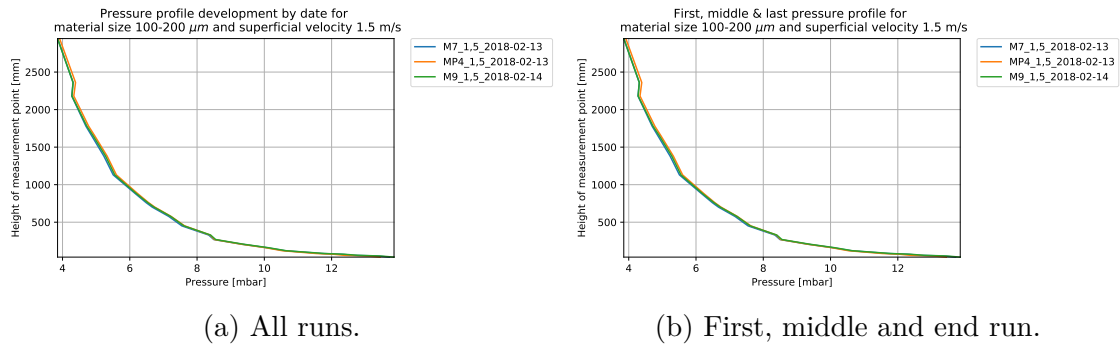 Pressure profile development by date for
material size 100-200 μm and superficial velocity 1.5 m/s
Height of measurement point [mm]
2500
2000
1500
1000
500
4 6 8 10 12
Pressure [mbar]
M7_1,5_2018-02-13
MP4_1,5_2018-02-13
M9_1,5_2018-02-14
(a) All runs.
First, middle & last pressure profile for
material size 100-200 μm and superficial velocity 1.5 m/s
Height of measurement point [mm]
2500
2000
1500
1000
500
4 6 8 10 12
Pressure [mbar]
M7_1,5_2018-02-13
MP4_1,5_2018-02-13
M9_1,5_2018-02-14
(b) First, middle and end run.